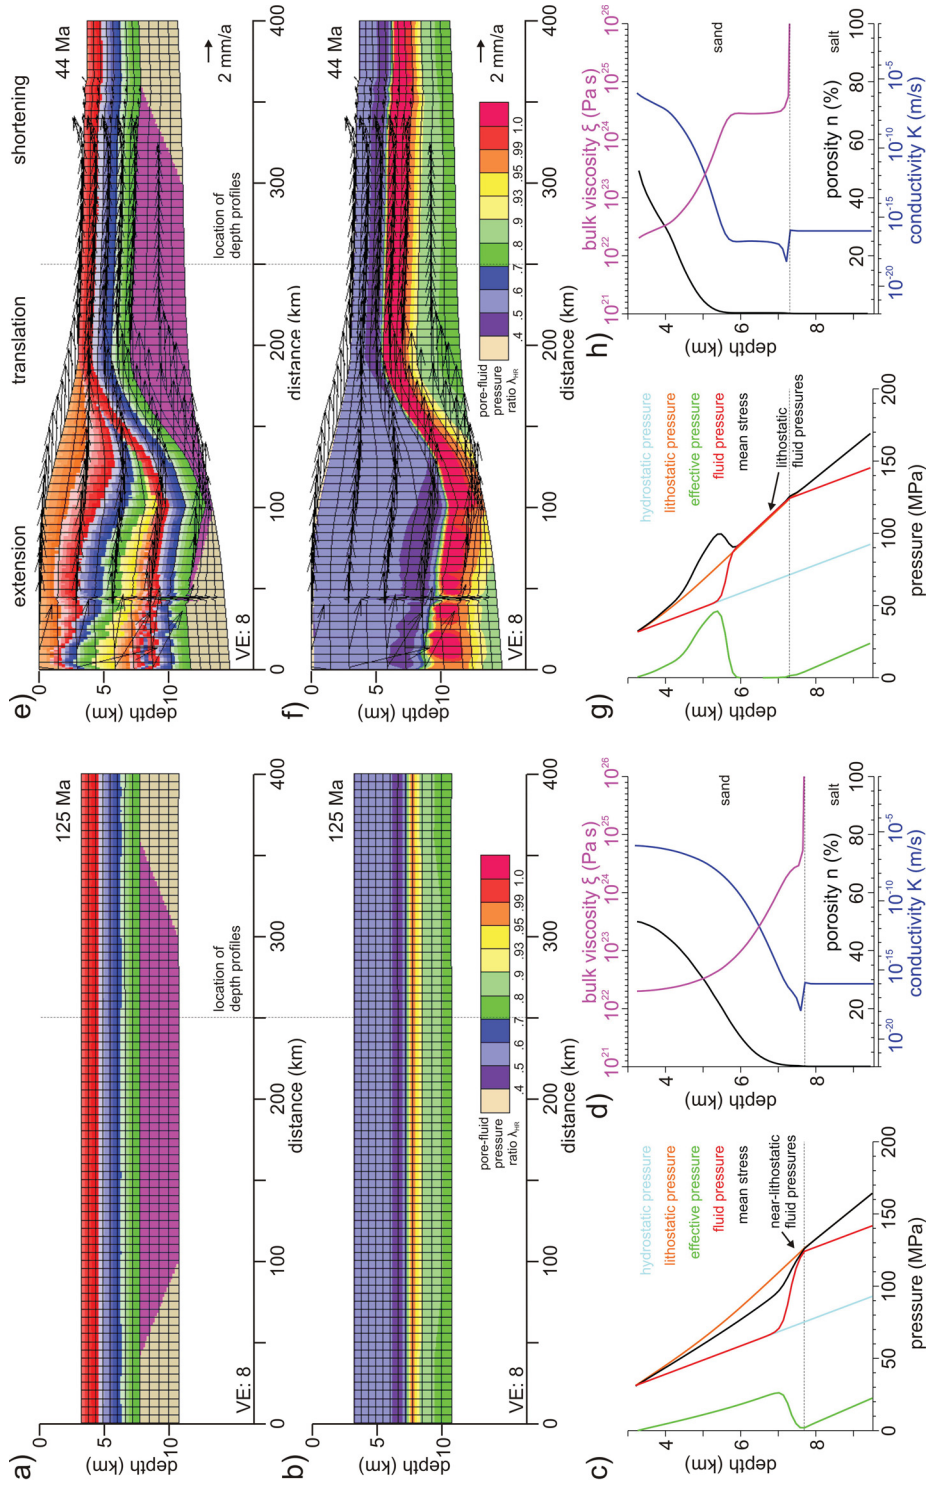 a)
125 Ma
0
5
10
depth (km)
VE: 8
location of
depth profiles
0
100
200
300
400
distance (km)
b)
125 Ma
0
5
10
depth (km)
VE: 8
pore-fluid
pressure
ratio λHR
.4 .5 .6 .7 .8 .9 .93 .95 .99 1.0
0
100
200
300
400
distance (km)
c)
4
6
8
depth (km)
hydrostatic pressure
lithostatic pressure
effective pressure
fluid pressure
mean stress
near-lithostatic
fluid pressures
0
50
100
150
200
pressure (MPa)
d)
bulk viscosity ξ (Pa s)
10²¹
10²²
10²³
10²⁴
10²⁵
10²⁶
4
6
8
depth (km)
sand
salt
porosity n (%)
20
40
60
80
100
10⁻²⁰
10⁻¹⁵
10⁻¹⁰
10⁻⁵
conductivity K (m/s)
e)
extension
translation
shortening
44 Ma
0
5
10
depth (km)
VE: 8
location of
depth profiles
2 mm/a
0
100
200
300
400
distance (km)
f)
44 Ma
0
5
10
depth (km)
VE: 8
pore-fluid
pressure
ratio λHR
.4 .5 .6 .7 .8 .9 .93 .95 .99 1.0
2 mm/a
0
100
200
300
400
distance (km)
g)
4
6
8
depth (km)
hydrostatic pressure
lithostatic pressure
effective pressure
fluid pressure
mean stress
lithostatic
fluid pressures
0
50
100
150
200
pressure (MPa)
h)
bulk viscosity ξ (Pa s)
10²¹
10²²
10²³
10²⁴
10²⁵
10²⁶
4
6
8
depth (km)
sand
salt
porosity n (%)
20
40
60
80
100
10⁻²⁰
10⁻¹⁵
10⁻¹⁰
10⁻⁵
conductivity K (m/s)